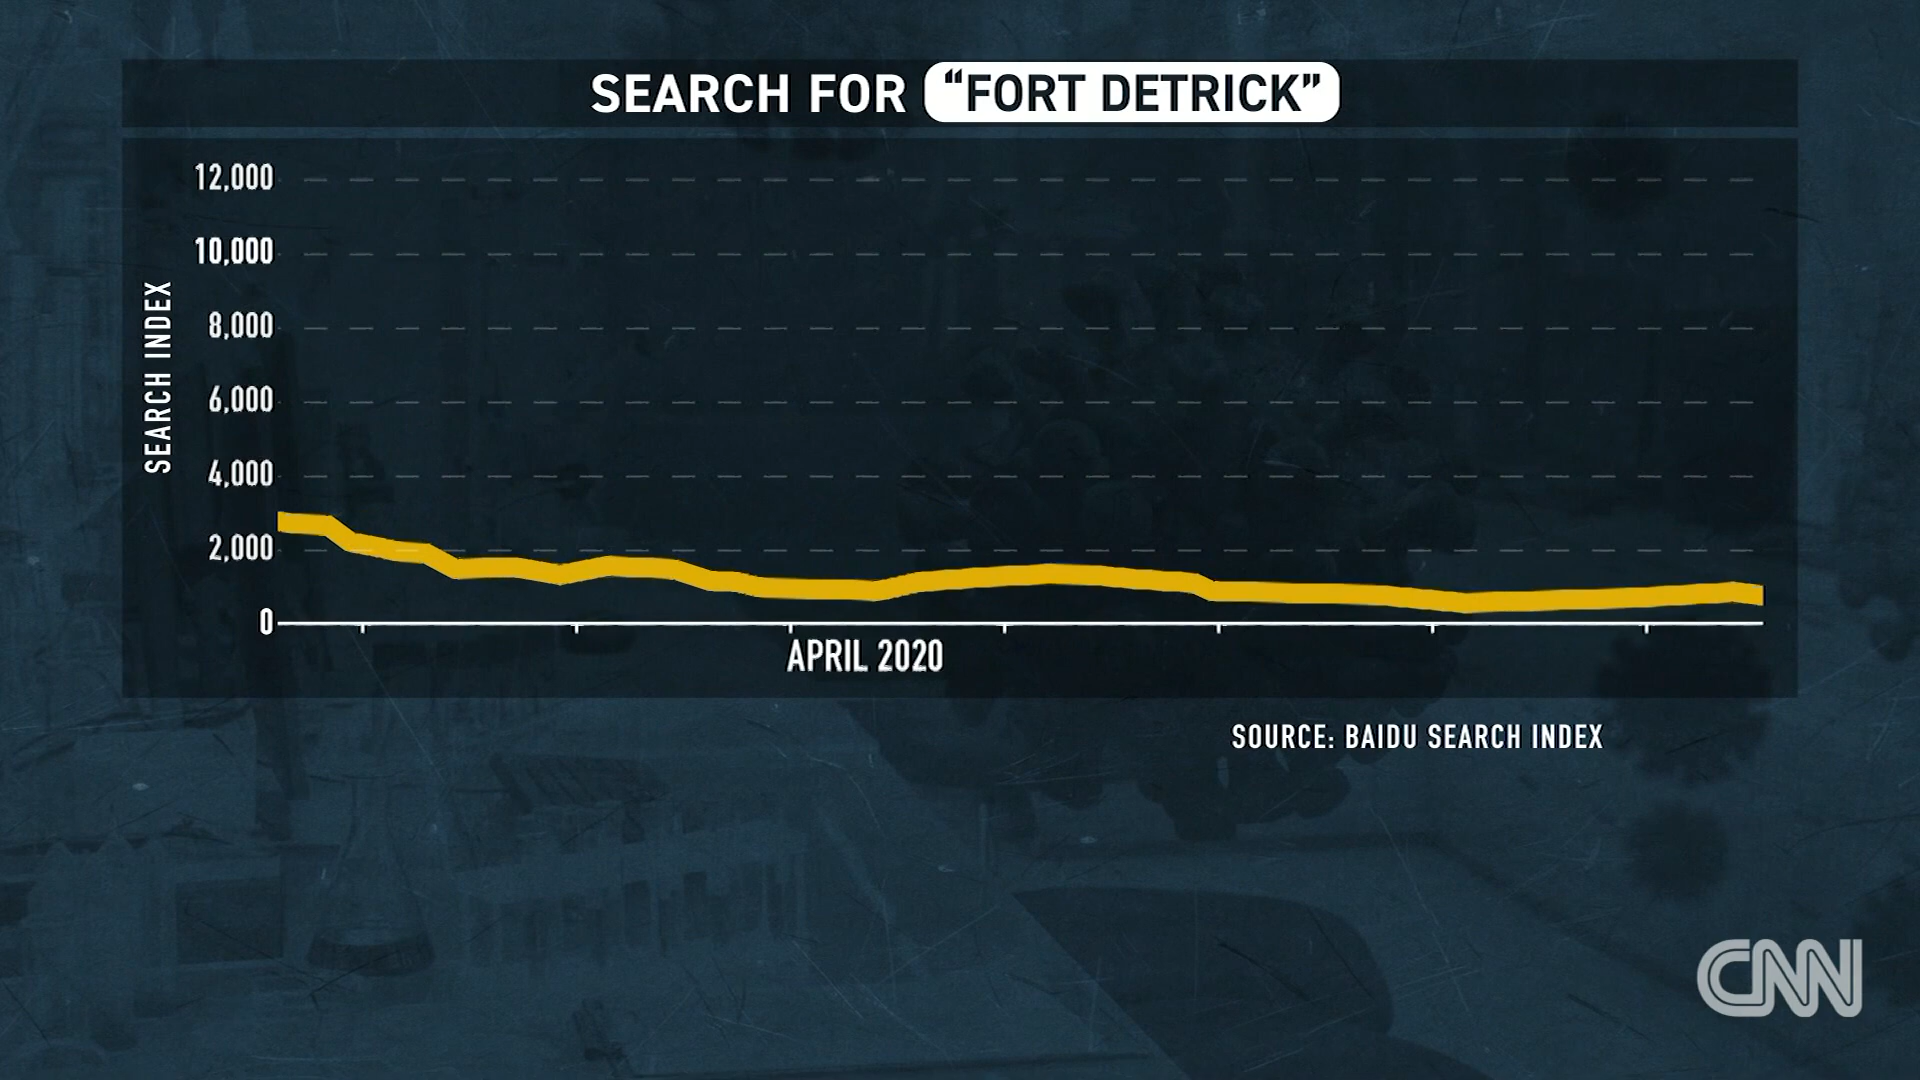 SEARCH FOR “FORT DETRICK”
12,000
10,000
8,000
6,000
4,000
2,000
0
SEARCH INDEX
APRIL 2020
SOURCE: BAIDU SEARCH INDEX
CNN